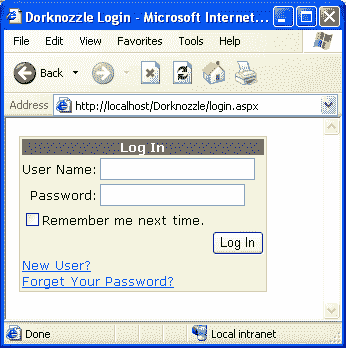 Dorknozzle Login - Microsoft Internet...
File Edit View Favorites Tools Help
Back
Address http://localhost/Dorknozzle/login.aspx
Log In
User Name:
Password:
Remember me next time.
Log In
New User?
Forget Your Password?
Done Local intranet